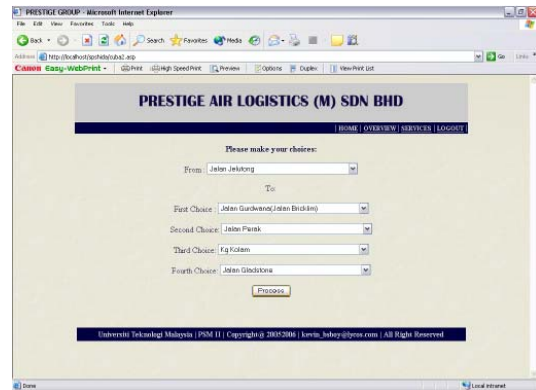 PRESTIGE GROUP - Microsoft Internet Explorer
File Edit View Favorites Tools Help
Back Search Favorites Media
Address http://localhost/spshida/cuba2.asp Go Links
Canon Easy-WebPrint Print High Speed Print Preview Options Duplex View Print List
PRESTIGE AIR LOGISTICS (M) SDN BHD
| HOME | OVERVIEW | SERVICES | LOGOUT |
Please make your choices:
From : Jalan Jelutong
To
First Choice : Jalan Gurdwara(Jalan Bricklin)
Second Choice: Jalan Perak
Third Choice: Kg Kolam
Fourth Choice: Jalan Gladstone
Process
Universiti Teknologi Malaysia | PSM II | Copyright@ 20052006 | kevin_bsboy@lycos.com | All Right Reserved
Done Local intranet